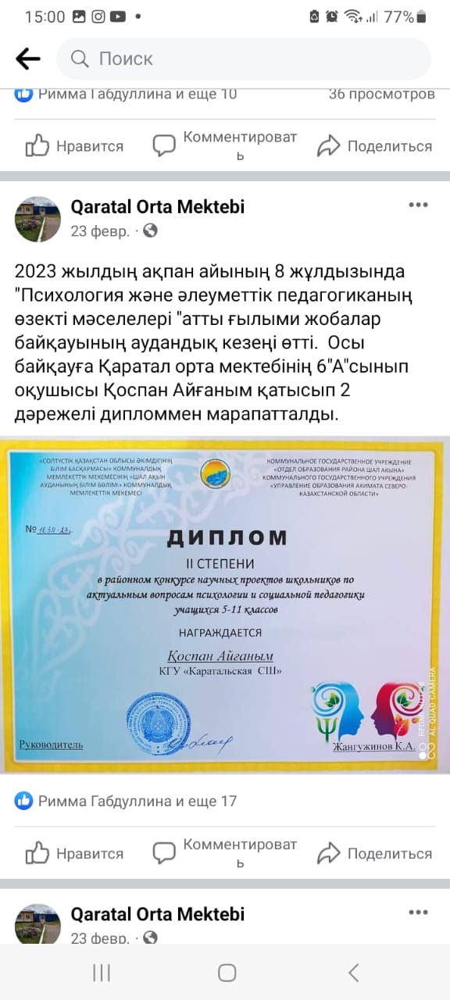 15:00
77%
Поиск
Римма Габдуллина и еще 10
36 просмотров
Нравится
Комментировать
Поделиться
Qaratal Orta Mektebi
23 февр.
2023 жылдың ақпан айының 8 жұлдызында
"Психология және әлеуметтік педагогиканың
өзекті мәселелері "атты ғылыми жобалар
байқауының аудандық кезеңі өтті. Осы
байқауға Қаратал орта мектебінің 6"А"сынып
оқушысы Қоспан Айғаным қатысып 2
дәрежелі дипломмен марапатталды.
«СОЛТҮСТІК ҚАЗАҚСТАН ОБЛЫСЫ ӘКІМДІГІНІҢ
БІЛІМ БАСҚАРМАСЫ» КОММУНАЛДЫҚ
МЕМЛЕКЕТТІК МЕКЕМЕСІНІҢ «ШАЛ АҚЫН
АУДАНЫНЫҢ БІЛІМ БӨЛІМІ» КОММУНАЛДЫҚ
МЕМЛЕКЕТТІК МЕКЕМЕСІ
КОММУНАЛЬНОЕ ГОСУДАРСТВЕННОЕ УЧРЕЖДЕНИЕ
«ОТДЕЛ ОБРАЗОВАНИЯ РАЙОНА ШАЛ АКЫНА»
КОММУНАЛЬНОГО ГОСУДАРСТВЕННОГО УЧРЕЖДЕНИЯ
«УПРАВЛЕНИЕ ОБРАЗОВАНИЯ АКИМАТА СЕВЕРО-
КАЗАХСТАНСКОЙ ОБЛАСТИ»
№
ДИПЛОМ
II СТЕПЕНИ
в районном конкурсе научных проектов школьников по
актуальным вопросам психологии и социальной педагогики
учащихся 5-11 классов
НАГРАЖДАЕТСЯ
Қоспан Айғаным
КГУ «Каратальская СШ»
Руководитель
Жангужинов К.А.
AL QUAD CAMERA
Римма Габдуллина и еще 17
Нравится
Комментировать
Поделиться
Qaratal Orta Mektebi
23 февр.